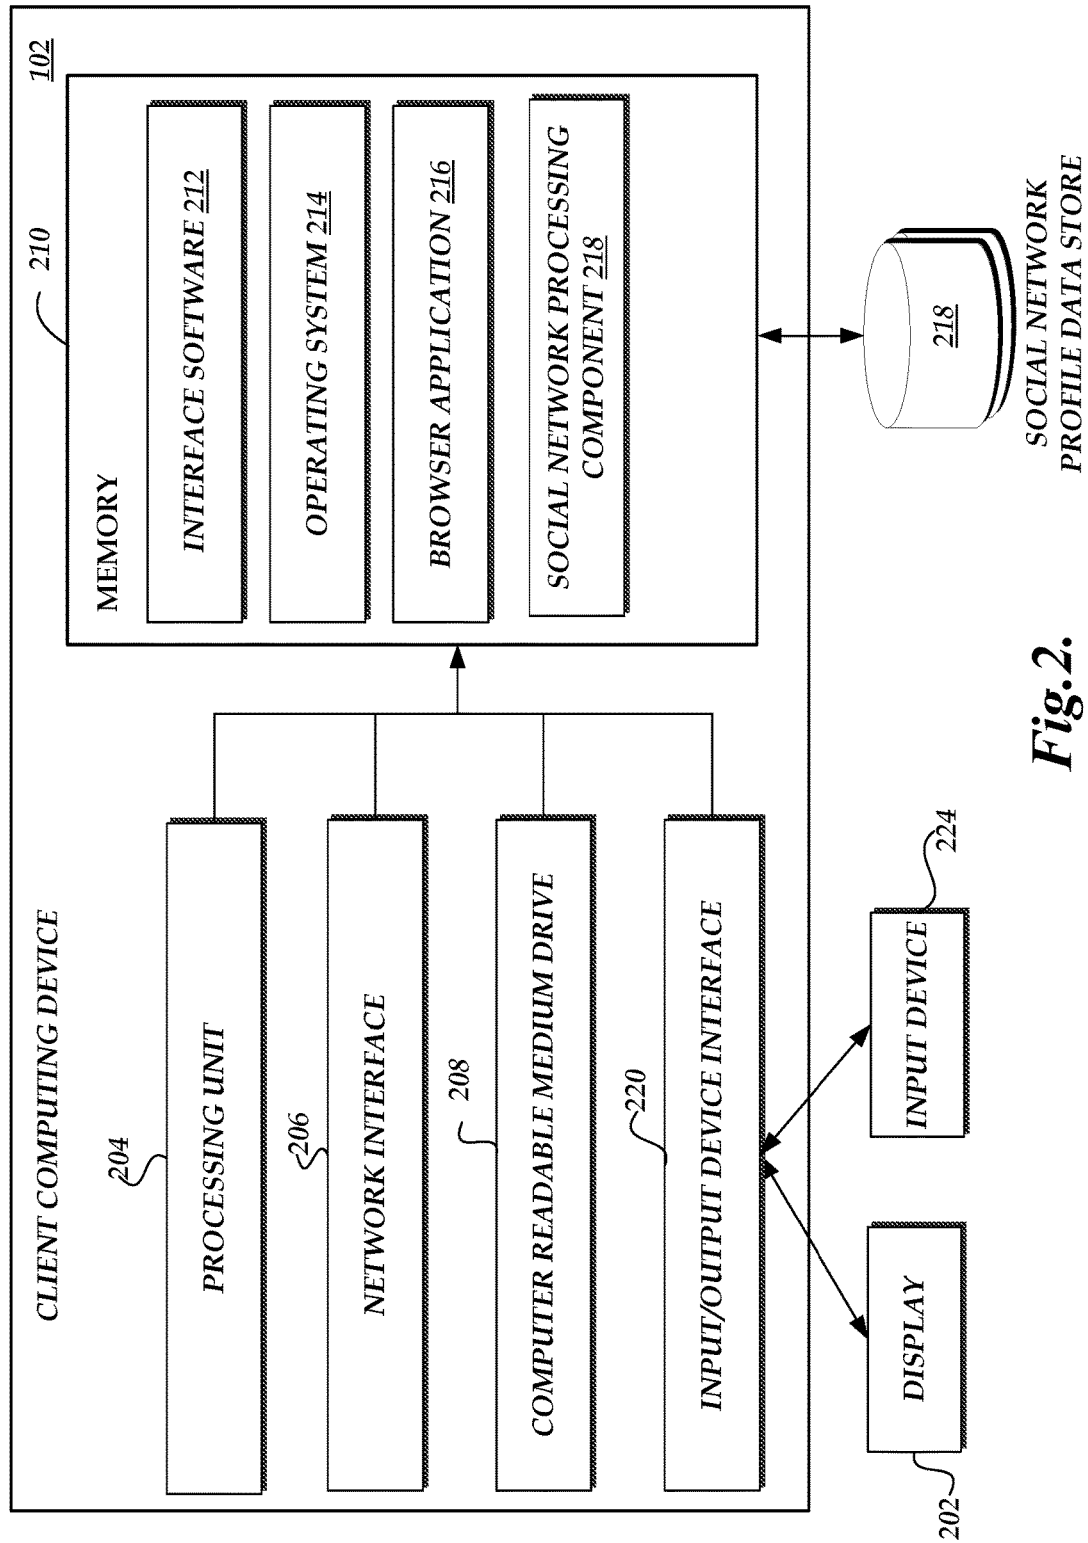 CLIENT COMPUTING DEVICE
102
204
PROCESSING UNIT
206
NETWORK INTERFACE
208
COMPUTER READABLE MEDIUM DRIVE
220
INPUT/OUTPUT DEVICE INTERFACE
210
MEMORY
INTERFACE SOFTWARE 212
OPERATING SYSTEM 214
BROWSER APPLICATION 216
SOCIAL NETWORK PROCESSING
COMPONENT 218
DISPLAY
202
INPUT DEVICE
224
218
SOCIAL NETWORK
PROFILE DATA STORE
Fig.2.